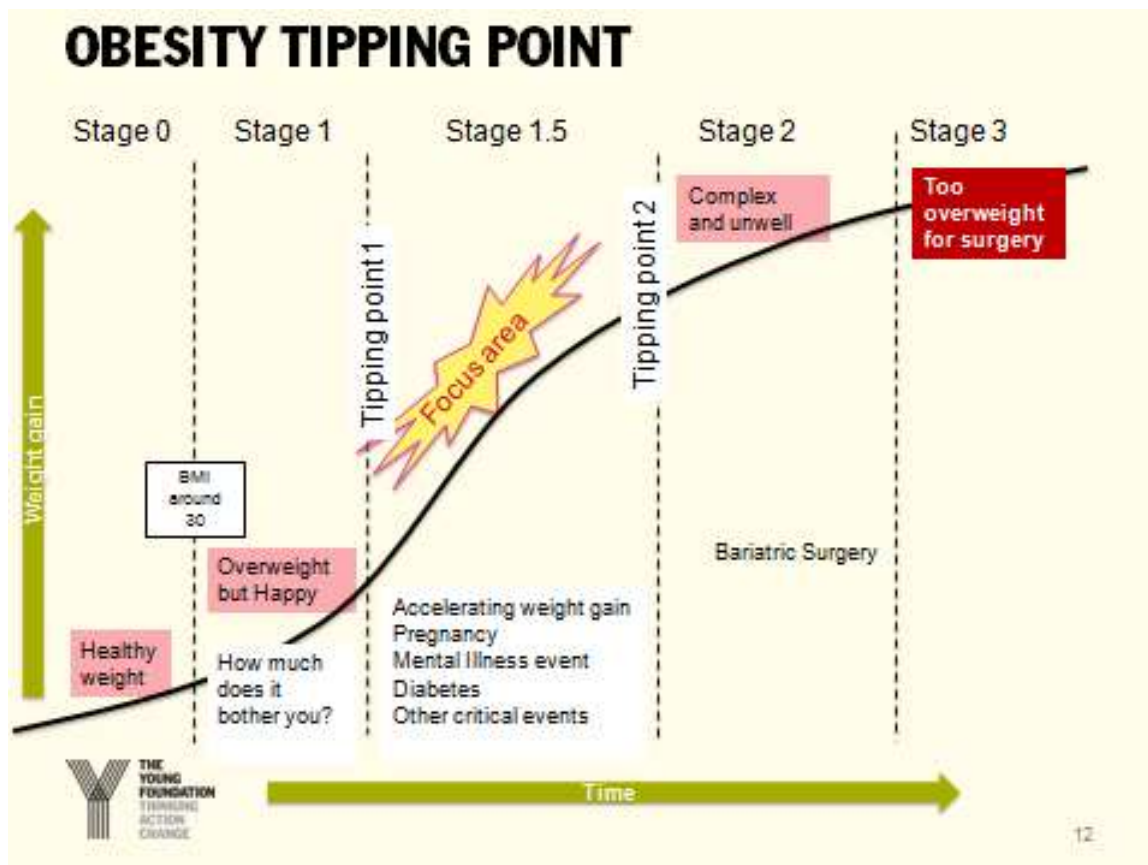 OBESITY TIPPING POINT
Stage 0
Stage 1
Stage 1.5
Stage 2
Stage 3
Weight gain
Healthy
weight
BMI
around
30
Overweight
but Happy
How much
does it
bother you?
Tipping point 1
Focus area
Accelerating weight gain
Pregnancy
Mental Illness event
Diabetes
Other critical events
Tipping point 2
Complex
and unwell
Bariatric Surgery
Too
overweight
for surgery
THE
YOUNG
FOUNDATION
THINKING
ACTION
CHANGE
Time
12